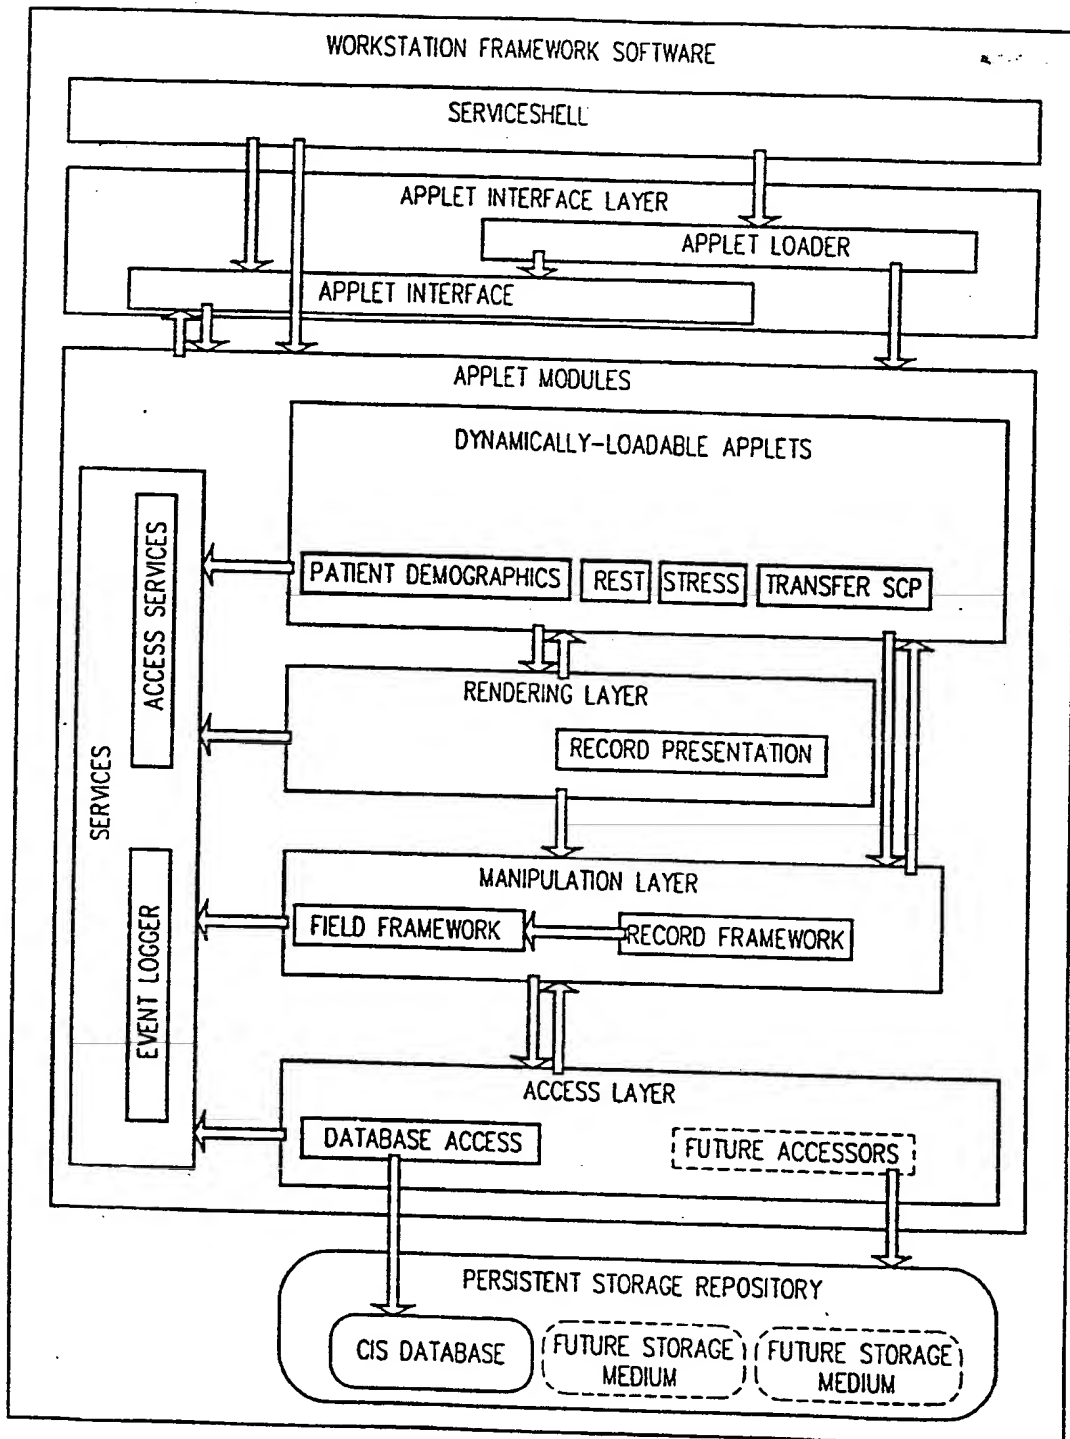 WORKSTATION FRAMEWORK SOFTWARE
SERVICESHELL
APPLET INTERFACE LAYER
APPLET LOADER
APPLET INTERFACE
APPLET MODULES
DYNAMICALLY-LOADABLE APPLETS
PATIENT DEMOGRAPHICS
REST
STRESS
TRANSFER SCP
SERVICES
ACCESS SERVICES
EVENT LOGGER
RENDERING LAYER
RECORD PRESENTATION
MANIPULATION LAYER
FIELD FRAMEWORK
RECORD FRAMEWORK
ACCESS LAYER
DATABASE ACCESS
FUTURE ACCESSORS
PERSISTENT STORAGE REPOSITORY
CIS DATABASE
FUTURE STORAGE
MEDIUM
FUTURE STORAGE
MEDIUM